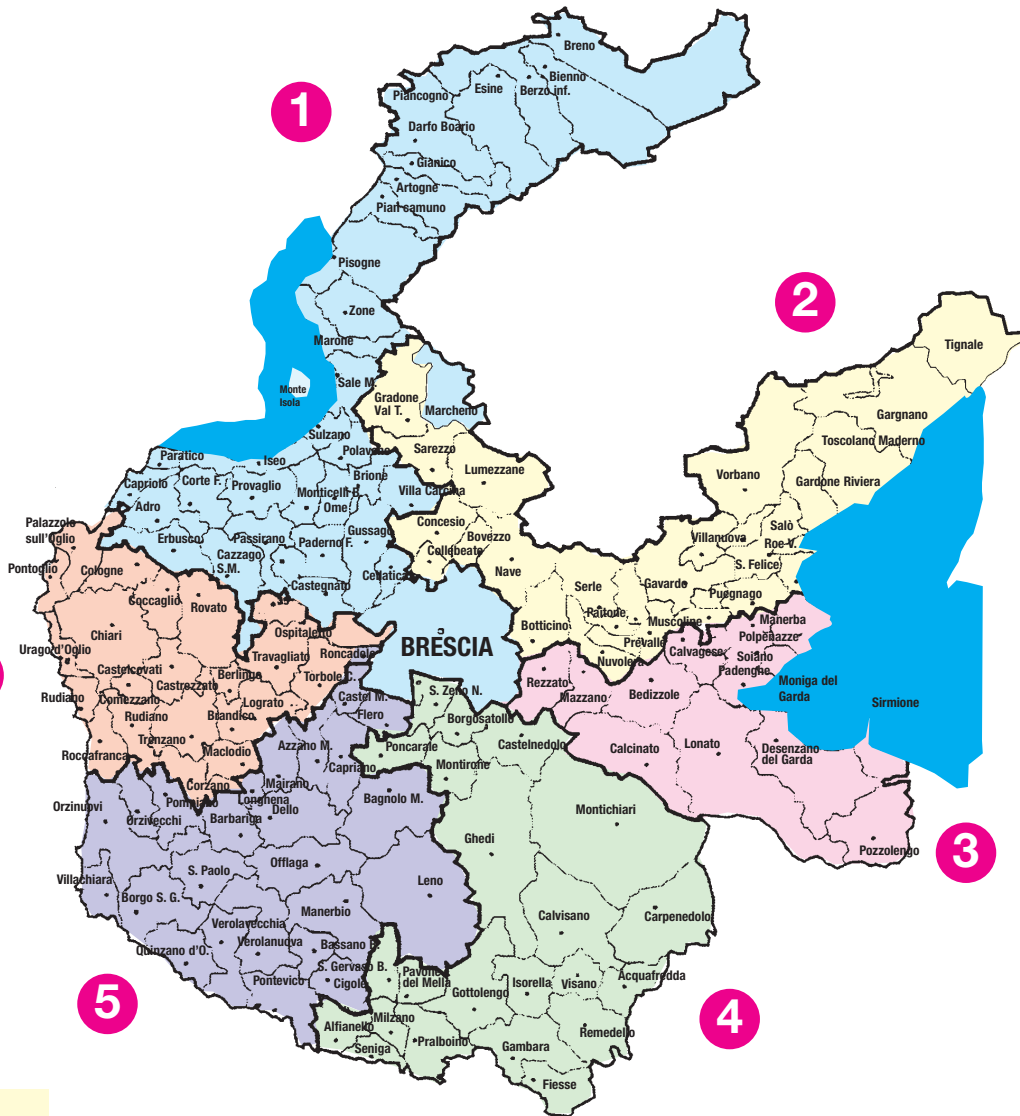 1
Breno
Bienno
Esine
Berzo inf.
Piancogno
Darfo Boario
Gianico
Artogne
Pian camuno
Pisogne
Zone
Marone
Sale M.
Monte
Isola
2
Tignale
Gargnano
Toscolano Maderno
Gardone Riviera
Vorbano
Salò
Roe V.
Villanuova
S. Felice
Gavardo
Puegnago
Muscoline
Serle
Paitone
Prevalle
Nuvolera
Botticino
Nave
Bovezzo
Concesio
Collebeate
Lumezzane
Sarezzo
Gradone
Val T.
Marcheno
Villa Carcina
Sulzano
Polaveno
Iseo
Brione
Paratico
Capriolo
Corte F.
Provaglio
Monticelli B.
Ome
Adro
Erbusco
Passirano
Paderno F.
Gussago
Cazzago
S.M.
Castegnato
Cellatica
BRESCIA
Palazzolo
sull'Oglio
Pontoglio
Cologne
Coccaglio
Rovato
Chiari
Ospitaletto
Roncadole
Urago d'Oglio
Travagliato
Castelcovati
Castrezzato
Berlingo
Torbole C.
Rudiano
Comezzano
Lograto
Rudiano
Brandico
Trenzano
Maclodio
Roccafranca
Corzano
Castel M.
Flero
S. Zeno N.
Borgosatollo
Castelnedolo
Azzano M.
Capriano
Poncarale
Montirone
Rezzato
Mazzano
Bedizzole
Calvagese
Manerba
Polpenazze
Soiano
Padenghe
Moniga del
Garda
Sirmione
Calcinato
Lonato
Desenzano
del Garda
Pozzolengo
3
Orzinuovi
Orzivecchi
Pompiano
Longhena
Mairano
Dello
Barbariga
Bagnolo M.
Ghedi
Montichiari
Offlaga
S. Paolo
Villachiara
Borgo S. G.
Leno
Manerbio
Verolavecchia
Verolanuova
Quinzano d'O.
Bassano B.
S. Gervaso B.
Cigole
Pontevico
5
Calvisano
Carpenedolo
Acquafredda
Visano
Isorella
Pavone
del Mella
Gottolengo
Remedello
Alfianello
Milzano
Pralboino
Seniga
Gambara
Fiesse
4